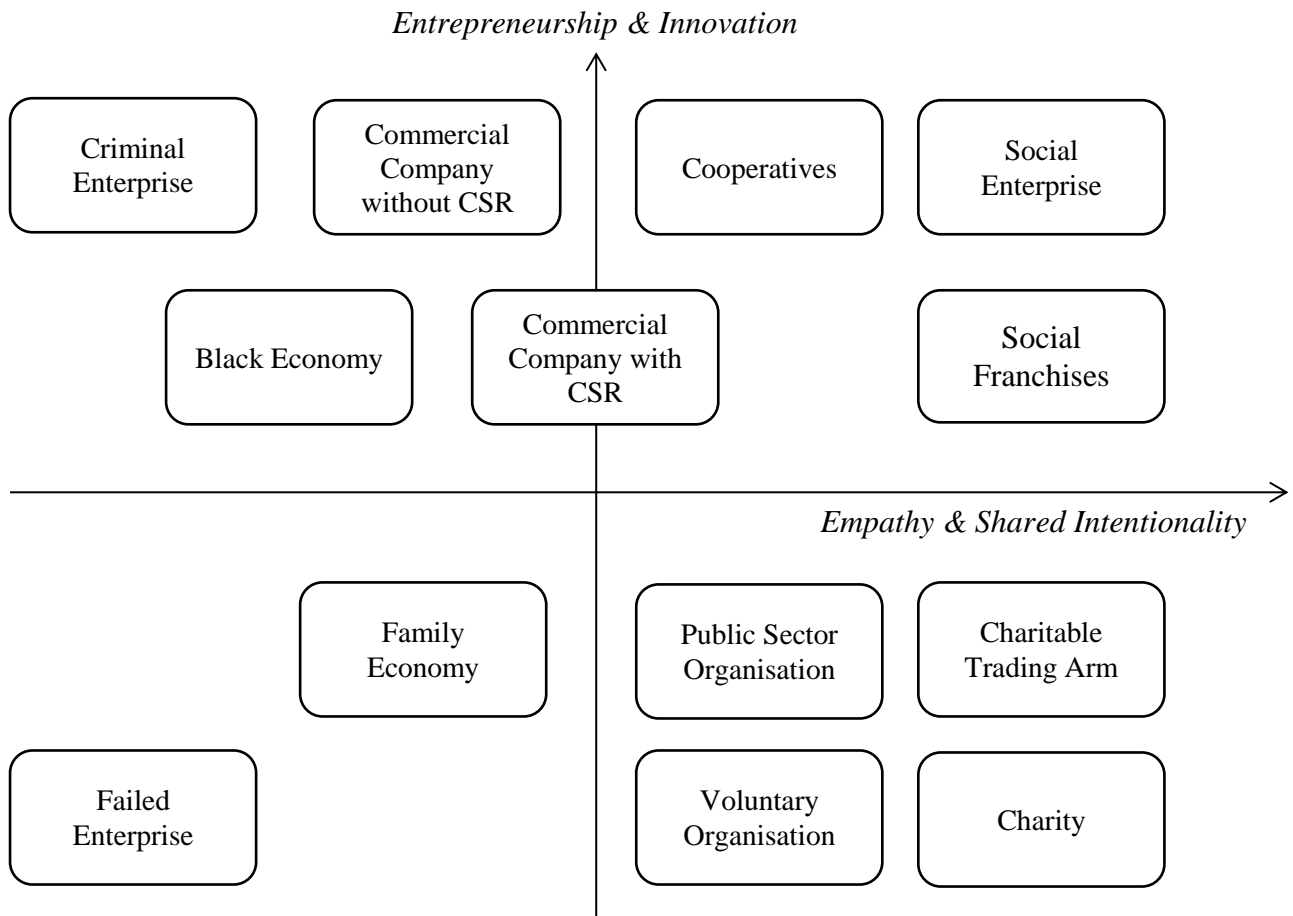 Entrepreneurship & Innovation
Criminal
Enterprise
Commercial
Company
without CSR
Cooperatives
Social
Enterprise
Black Economy
Commercial
Company with
CSR
Social
Franchises
Empathy & Shared Intentionality
Family
Economy
Public Sector
Organisation
Charitable
Trading Arm
Failed
Enterprise
Voluntary
Organisation
Charity